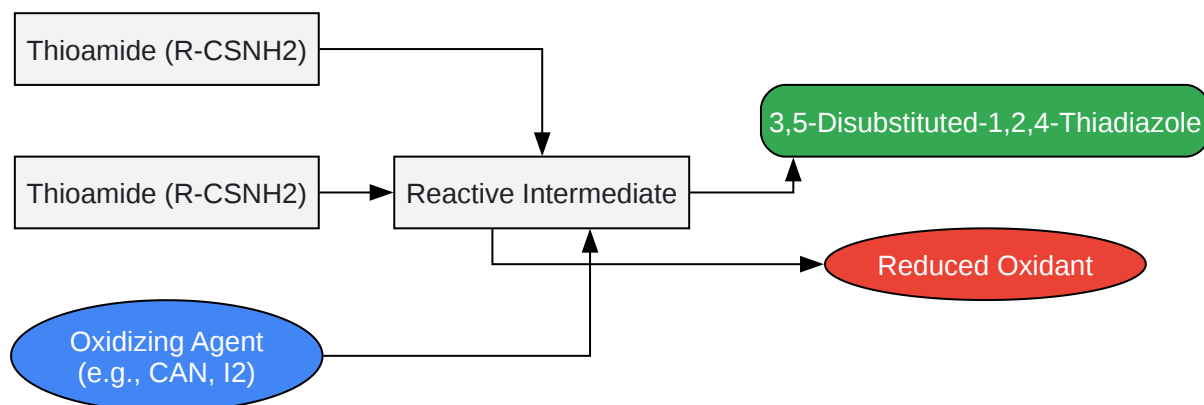 Thioamide (R-CSNH2)
3,5-Disubstituted-1,2,4-Thiadiazole
Thioamide (R-CSNH2)
Reactive Intermediate
Reduced Oxidant
Oxidizing Agent
(e.g., CAN, I2)